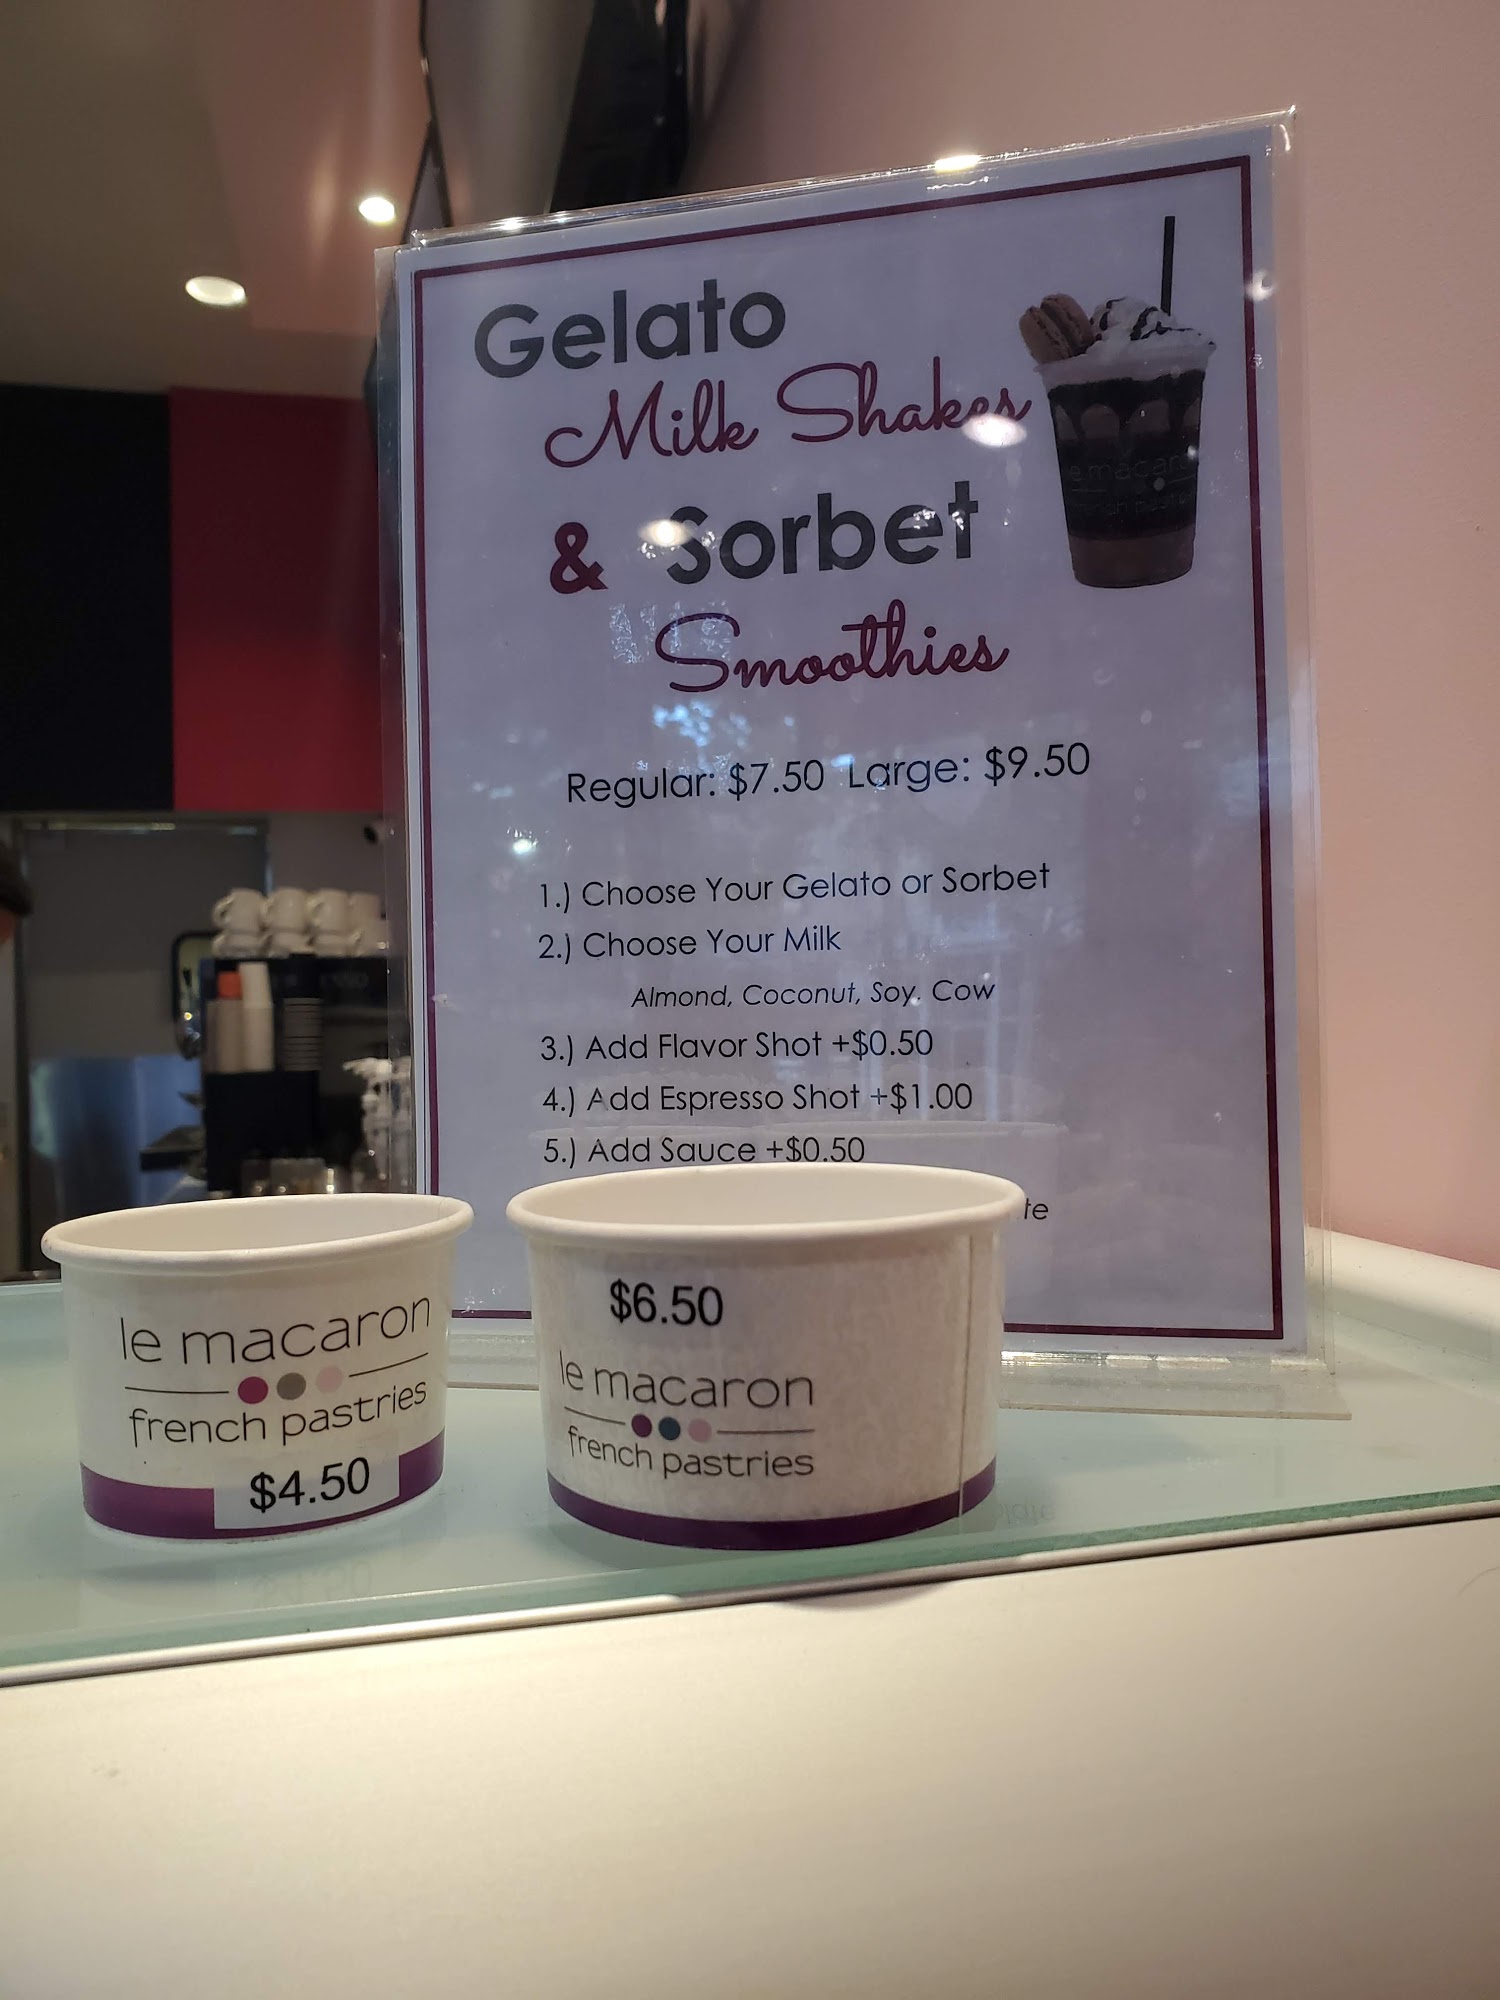 Gelato
Milk Shakes
& Sorbet
Smoothies
Regular: $7.50 Large: $9.50
1.) Choose Your Gelato or Sorbet
2.) Choose Your Milk
Almond, Coconut, Soy, Cow
3.) Add Flavor Shot +$0.50
4.) Add Espresso Shot +$1.00
5.) Add Sauce +$0.50
le macaron
french pastries
$4.50
$6.50
le macaron
french pastries